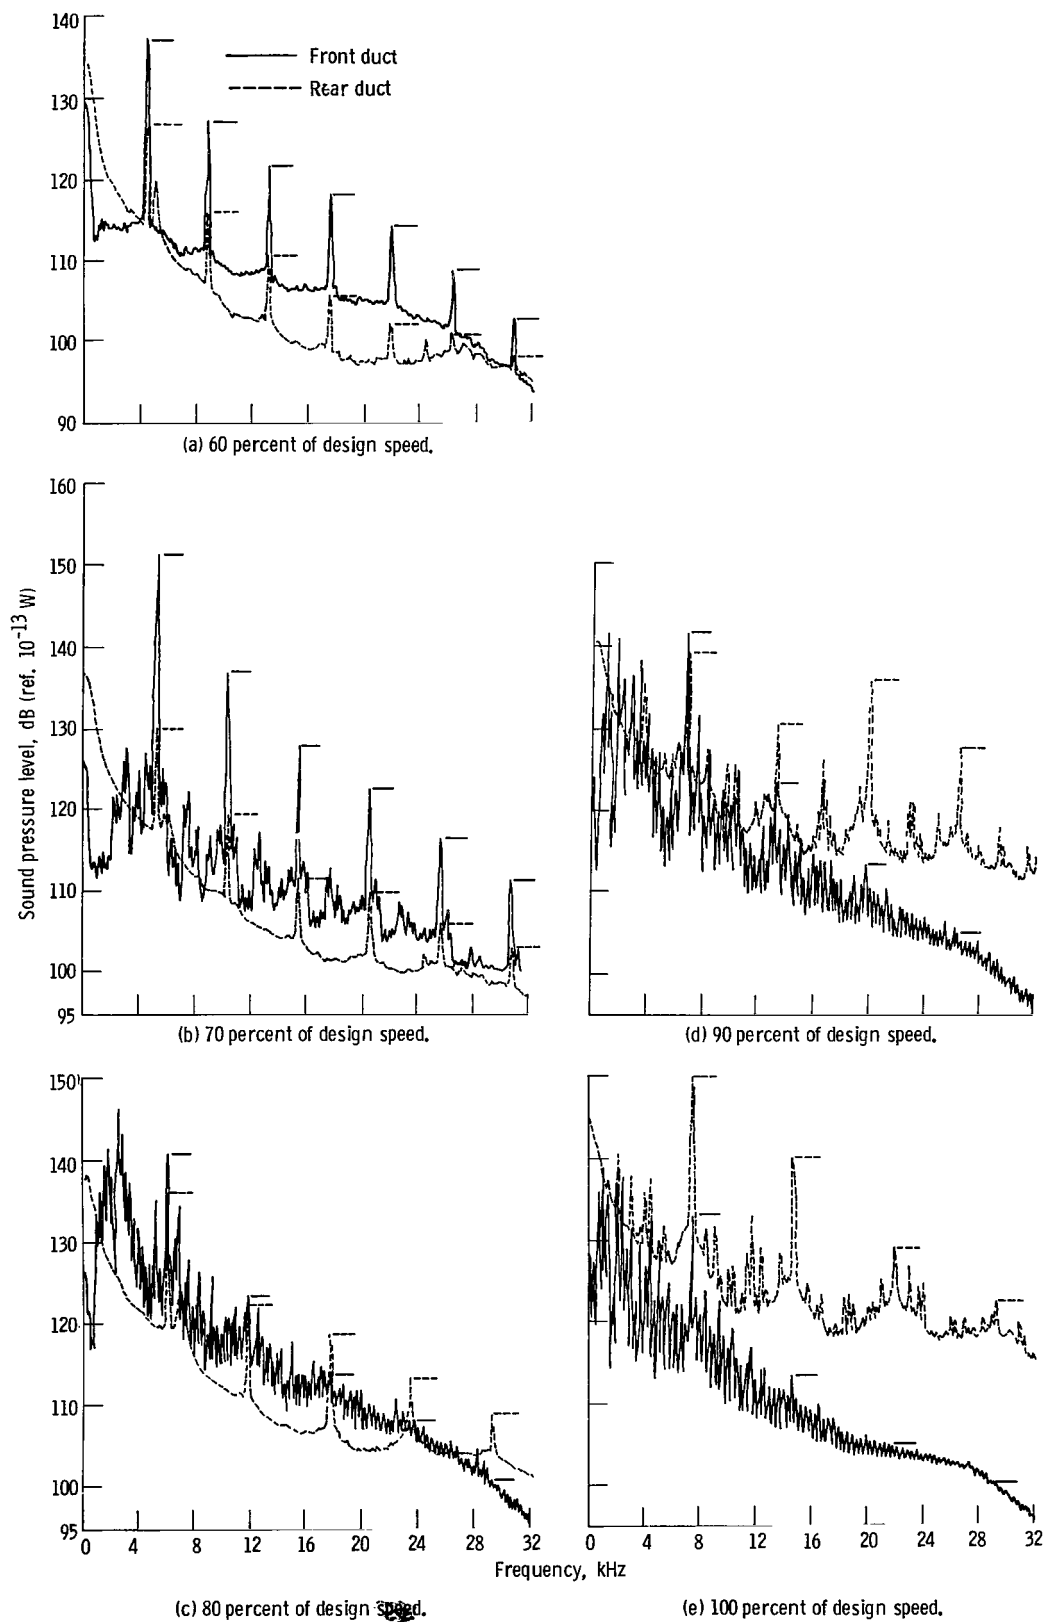 140
130
120
110
100
90
Front duct
Rear duct
(a) 60 percent of design speed.
Sound pressure level, dB (ref. 10-13 W)
160
150
140
130
120
110
100
95
(b) 70 percent of design speed.
(d) 90 percent of design speed.
150
140
130
120
110
100
95
0 4 8 12 16 20 24 28 32
0 4 8 12 16 20 24 28 32
Frequency, kHz
(c) 80 percent of design speed.
(e) 100 percent of design speed.